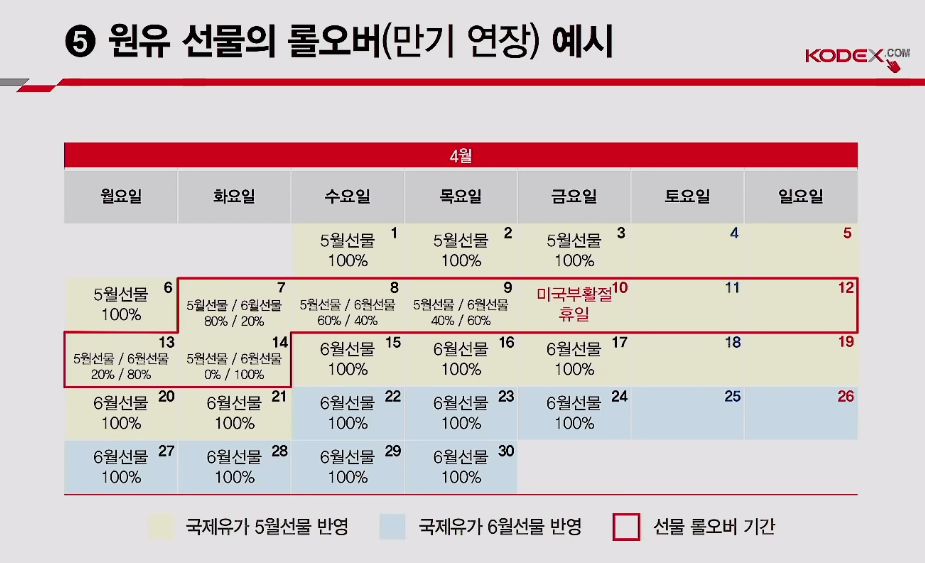 ❺ 원유 선물의 롤오버(만기 연장) 예시
KODEX.COM
4월
월요일 화요일 수요일 목요일 금요일 토요일 일요일
1 2 3 4 5
5월선물 5월선물 5월선물
100% 100% 100%
6 7 8 9 10 11 12
5월선물 5월선물 / 6월선물 5월선물 / 6월선물 5월선물 / 6월선물 미국부활절
100% 80% / 20% 60% / 40% 40% / 60% 휴일
13 14 15 16 17 18 19
5월선물 / 6월선물 5월선물 / 6월선물 6월선물 6월선물 6월선물
20% / 80% 0% / 100% 100% 100% 100%
20 21 22 23 24 25 26
6월선물 6월선물 6월선물 6월선물 6월선물
100% 100% 100% 100% 100%
27 28 29 30
6월선물 6월선물 6월선물 6월선물
100% 100% 100% 100%
국제유가 5월선물 반영 국제유가 6월선물 반영 선물 롤오버 기간